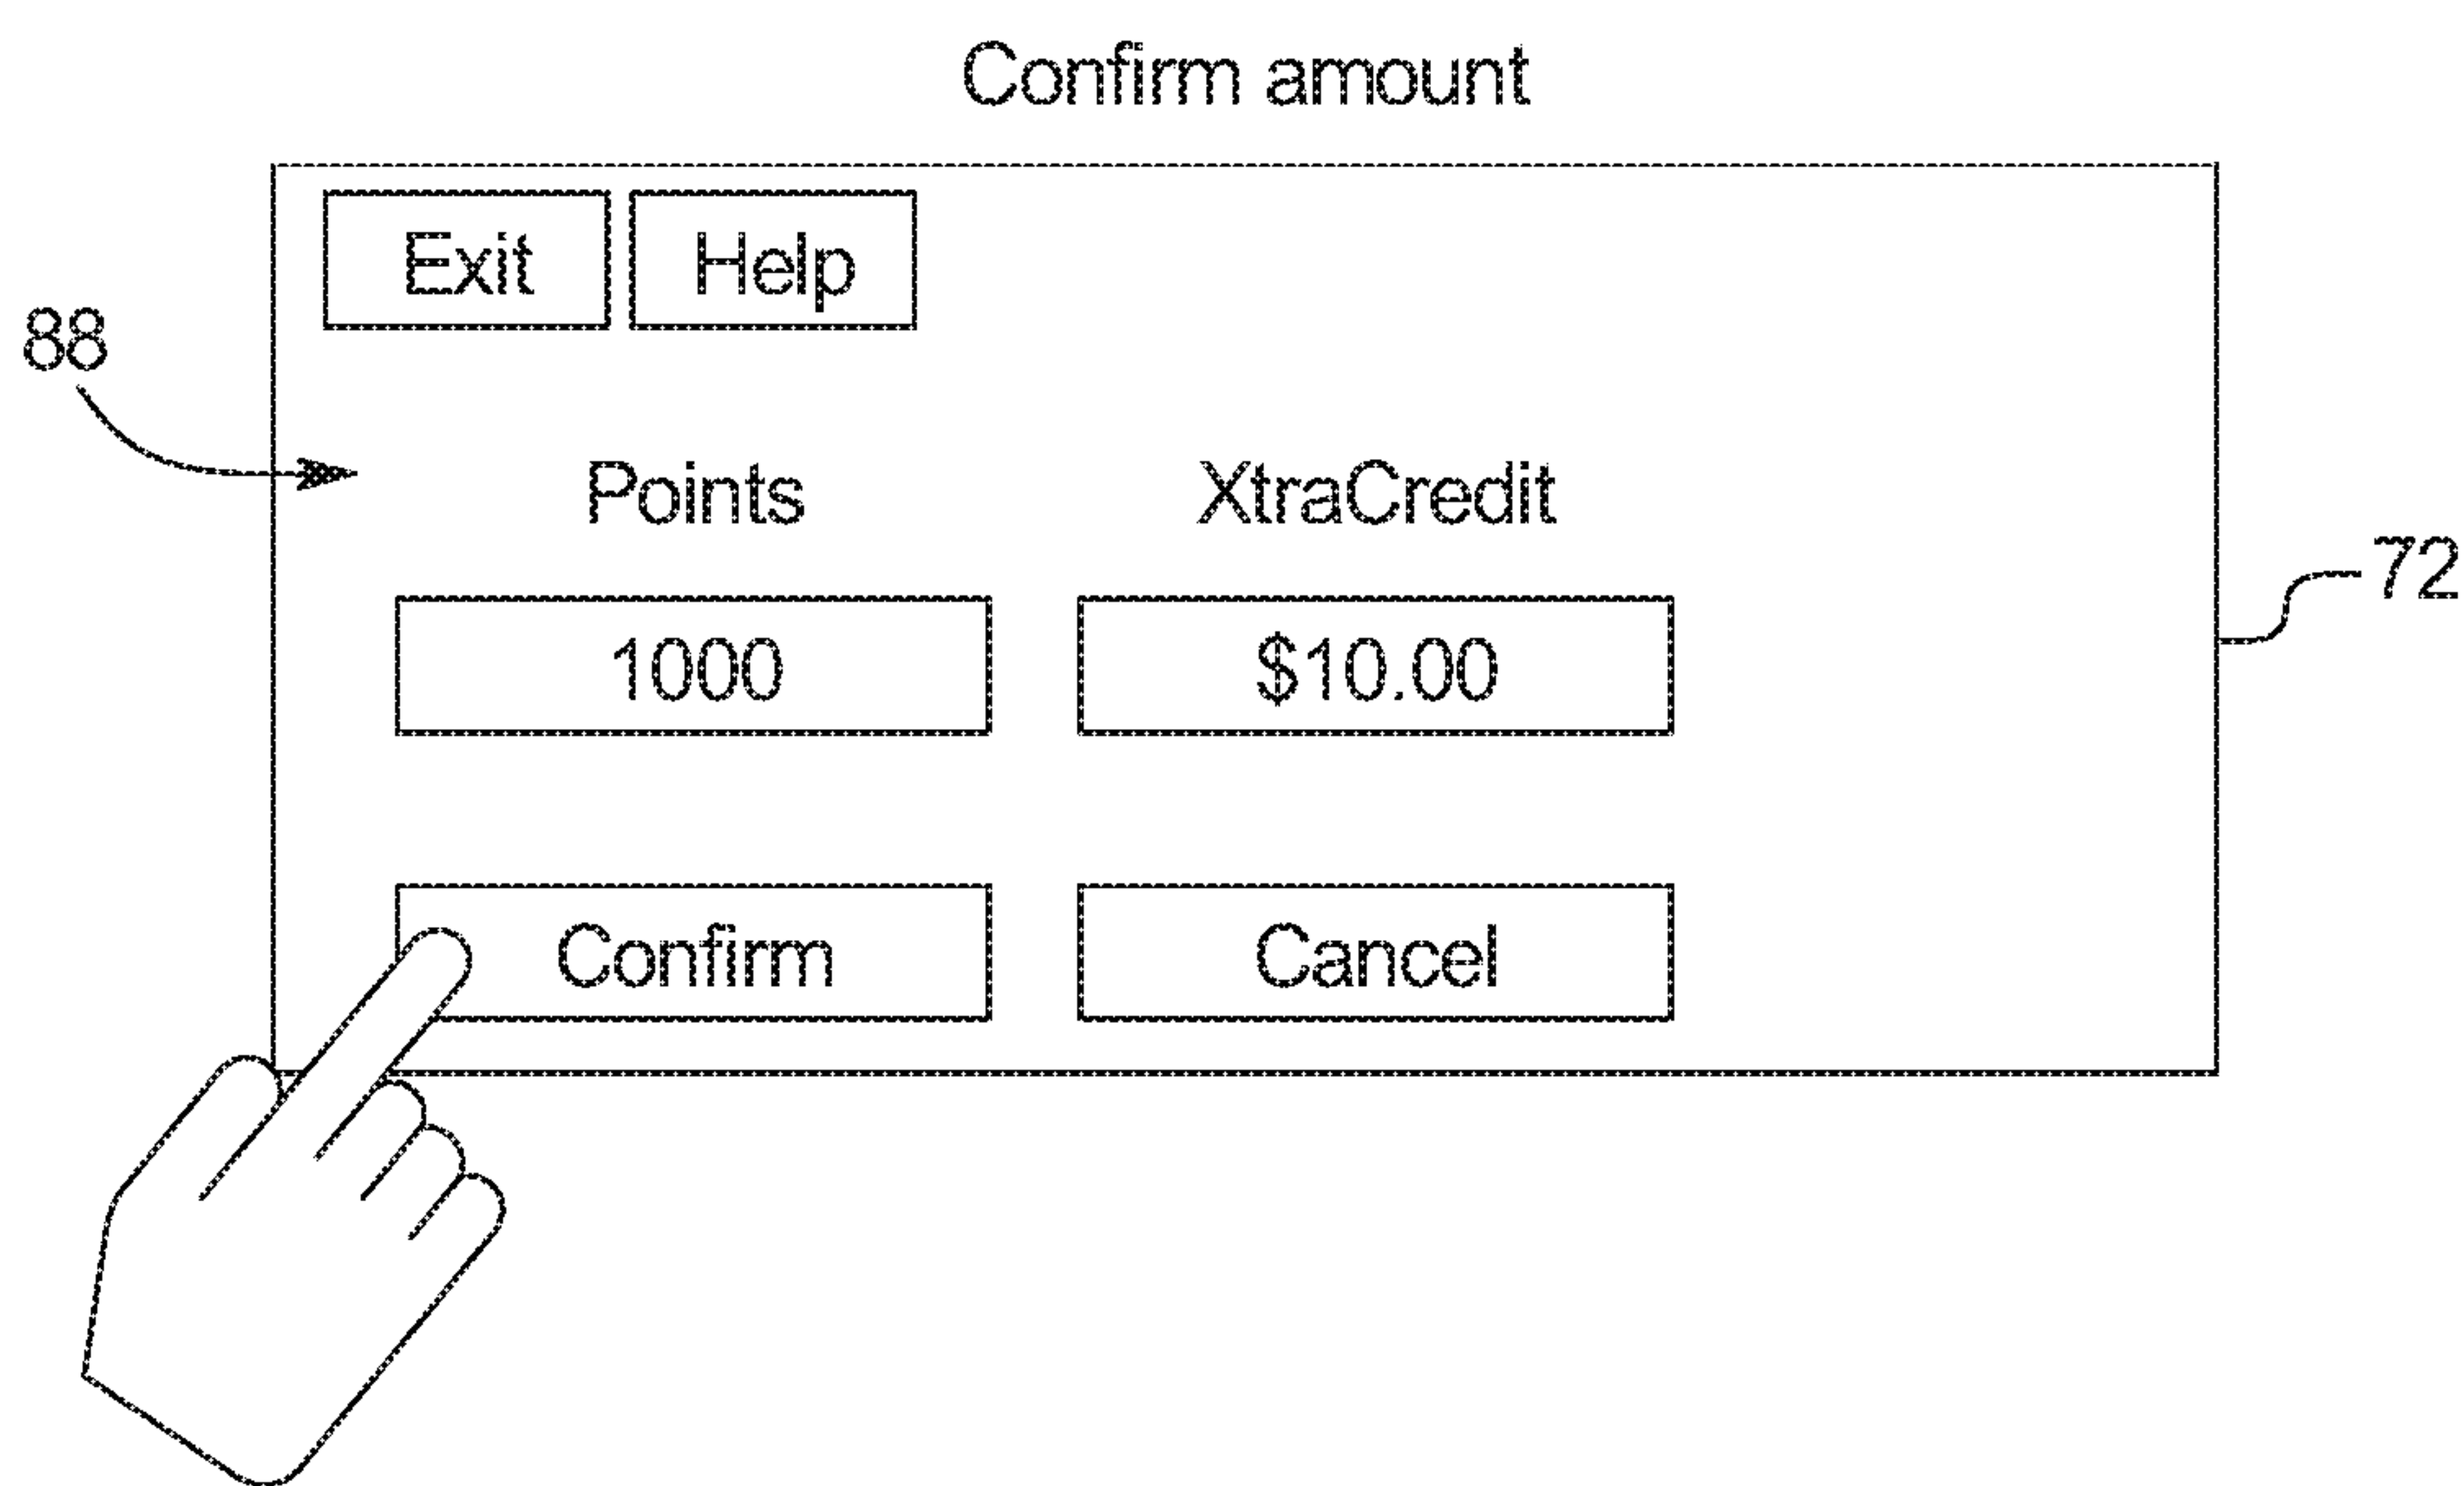 Confirm amount
Exit Help
88
Points XtraCredit
72
1000 $10.00
Confirm Cancel